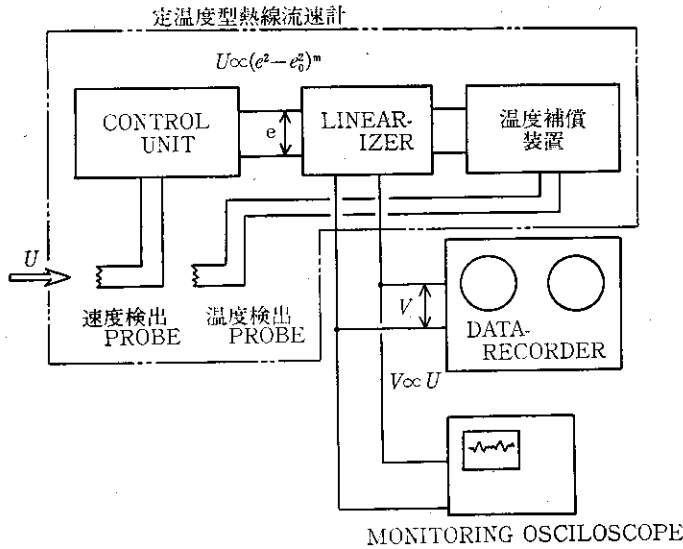 定温度型熱線流速計
U∝(e²−e₀²)ᵐ
CONTROL
UNIT
e
LINEAR-
IZER
温度補償
装置
U
速度検出
PROBE
温度検出
PROBE
V
DATA-
RECORDER
V∝U
MONITORING OSCILOSCOPE